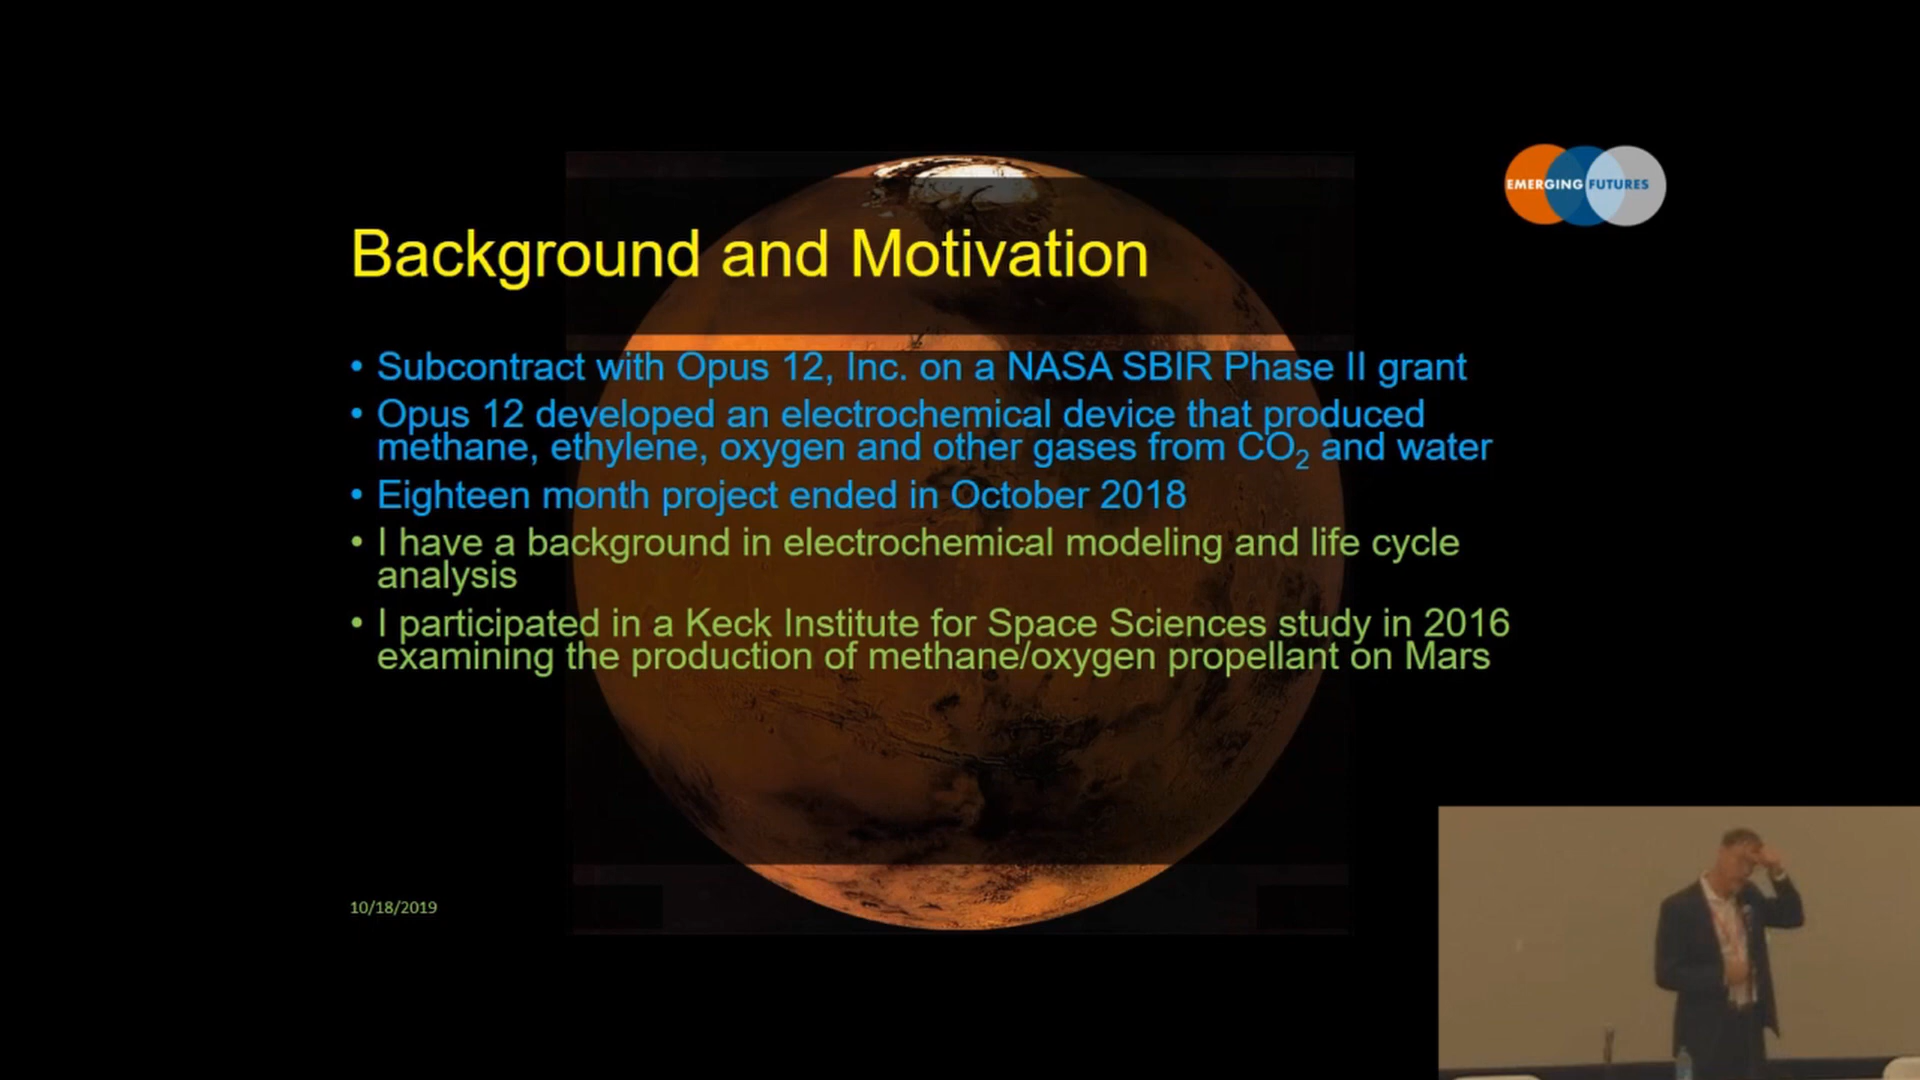 EMERGING FUTURES
Background and Motivation
• Subcontract with Opus 12, Inc. on a NASA SBIR Phase II grant
• Opus 12 developed an electrochemical device that produced
methane, ethylene, oxygen and other gases from CO₂ and water
• Eighteen month project ended in October 2018
• I have a background in electrochemical modeling and life cycle
analysis
• I participated in a Keck Institute for Space Sciences study in 2016
examining the production of methane/oxygen propellant on Mars
10/18/2019